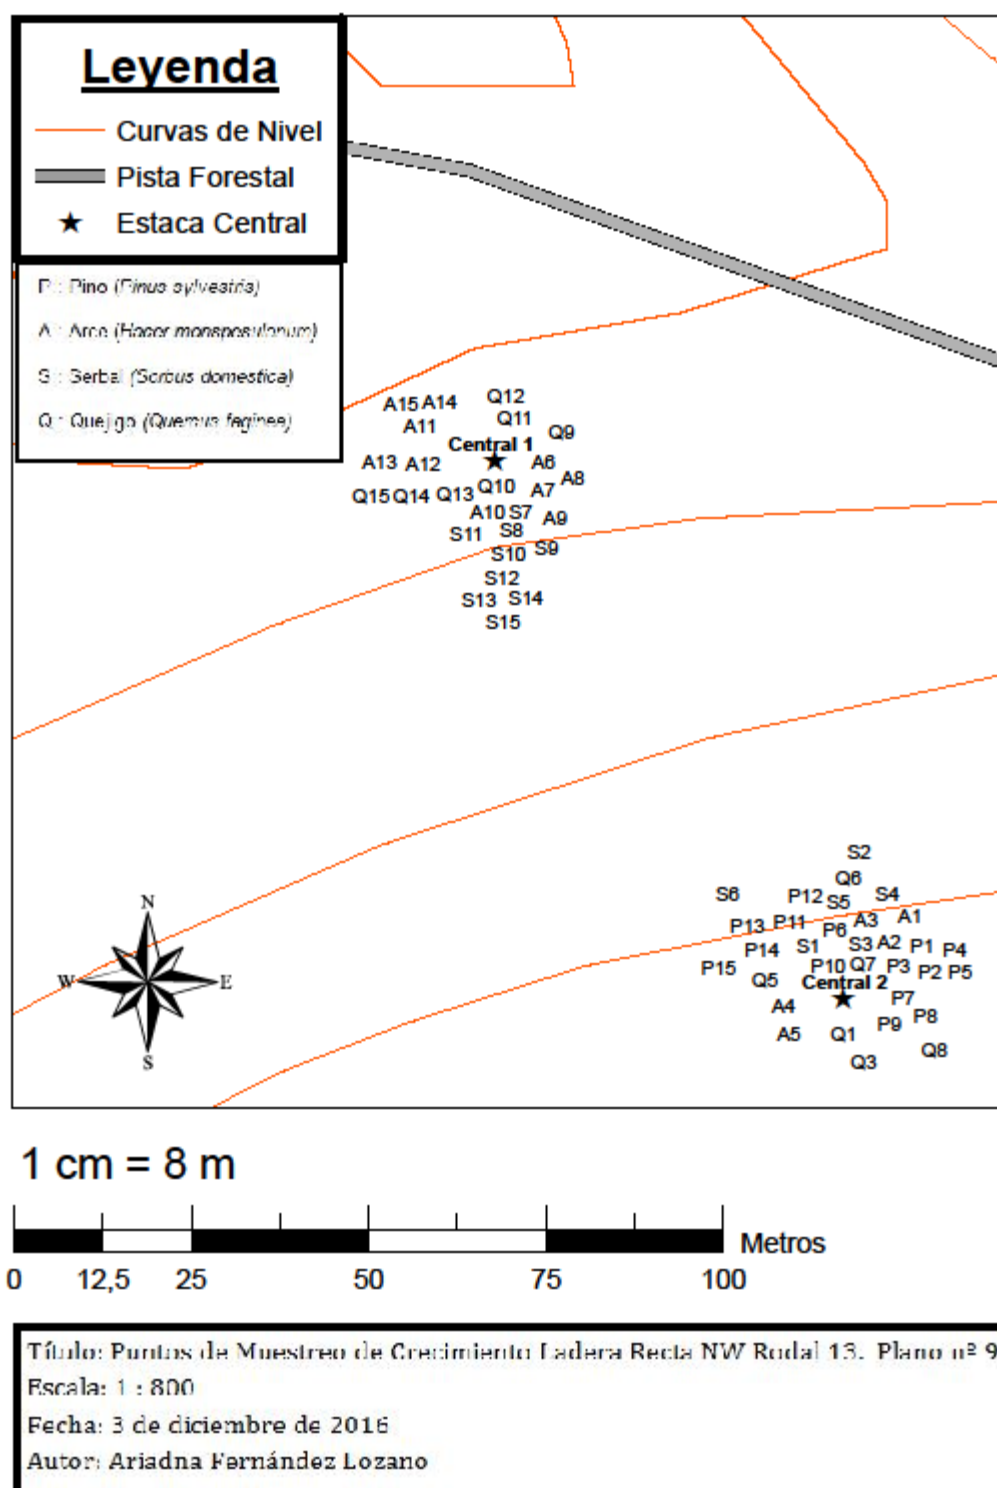 Leyenda
Curvas de Nivel
Pista Forestal
Estaca Central
P : Pino (Pinus sylvestris)
A : Arce (Hacer monspesulanum)
S : Serbal (Sorbus domestica)
Q : Quejigo (Quercus faginea)
A15 A14 Q12
A11 Q11 Q9
Central 1
A13 A12 A6
A8
Q15 Q14 Q13 Q10 A7
A10 S7 A9
S11 S8
S10 S9
S12
S13 S14
S15
S2
Q6
S6 P12 S5 S4
P13 P11 P6 A3 A1
P14 S1 S3 A2 P1 P4
P15 P10 Q7 P3 P2 P5
Q5 Central 2
A4 P7
P9 P8
A5 Q1
Q3 Q8
N
W E
S
1 cm = 8 m
Metros
0 12,5 25 50 75 100
Título: Puntos de Muestreo de Crecimiento Ladera Recta NW Rodal 13. Plano nº 9
Escala: 1 : 800
Fecha: 3 de diciembre de 2016
Autor: Ariadna Fernández Lozano